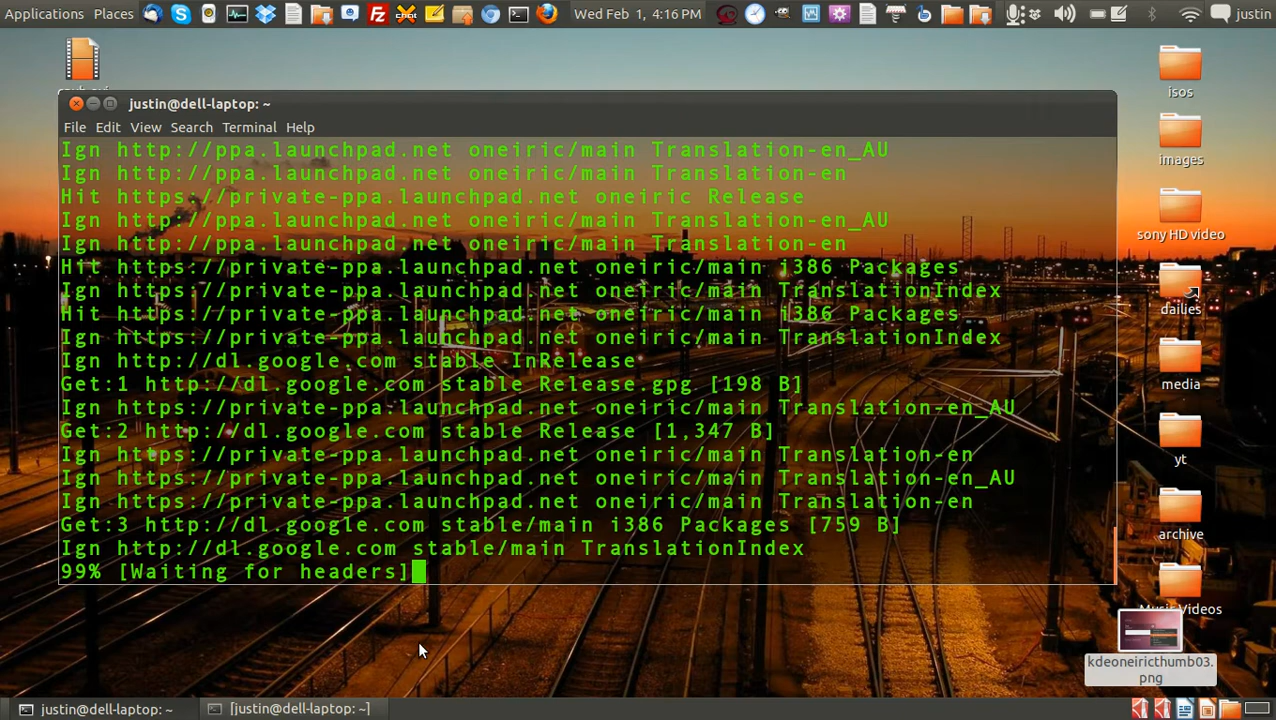 Applications Places
Wed Feb 1, 4:16 PM
justin
justin@dell-laptop: ~
File Edit View Search Terminal Help
Ign http://ppa.launchpad.net oneiric/main Translation-en_AU
Ign http://ppa.launchpad.net oneiric/main Translation-en
Hit https://private-ppa.launchpad.net oneiric Release
Ign http://ppa.launchpad.net oneiric/main Translation-en_AU
Ign http://ppa.launchpad.net oneiric/main Translation-en
Hit https://private-ppa.launchpad.net oneiric/main i386 Packages
Ign https://private-ppa.launchpad.net oneiric/main TranslationIndex
Hit https://private-ppa.launchpad.net oneiric/main i386 Packages
Ign https://private-ppa.launchpad.net oneiric/main TranslationIndex
Ign http://dl.google.com stable InRelease
Get:1 http://dl.google.com stable Release.gpg [198 B]
Ign https://private-ppa.launchpad.net oneiric/main Translation-en_AU
Get:2 http://dl.google.com stable Release [1,347 B]
Ign https://private-ppa.launchpad.net oneiric/main Translation-en
Ign https://private-ppa.launchpad.net oneiric/main Translation-en_AU
Ign https://private-ppa.launchpad.net oneiric/main Translation-en
Get:3 http://dl.google.com stable/main i386 Packages [759 B]
Ign http://dl.google.com stable/main TranslationIndex
99% [Waiting for headers]
isos
images
sony HD video
dailies
media
yt
archive
Music Videos
kdeoneiricthumb03.
png
justin@dell-laptop: ~
[justin@dell-laptop: ~]